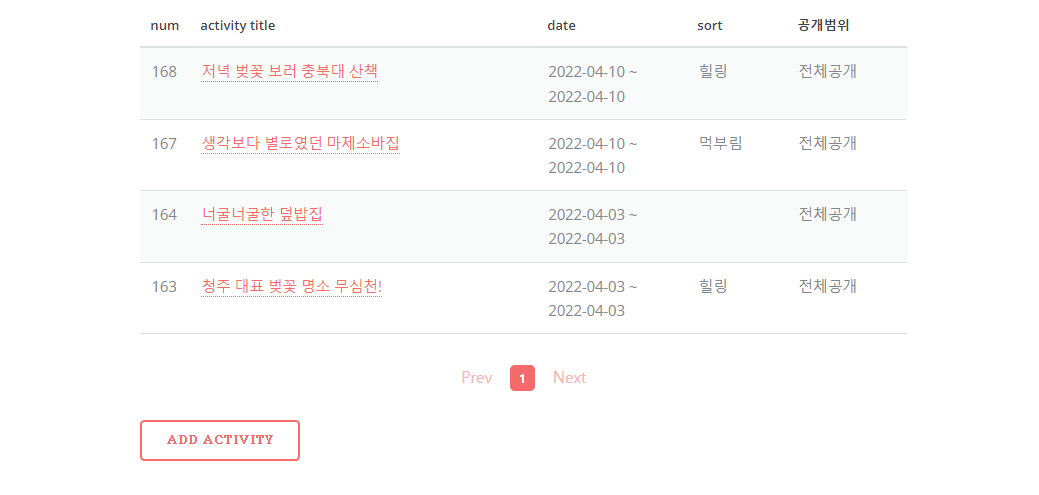 num activity title date sort 공개범위
168 저녁 벚꽃 보러 충북대 산책 2022-04-10 ~ 힐링 전체공개
2022-04-10
167 생각보다 별로였던 마제소바집 2022-04-10 ~ 먹부림 전체공개
2022-04-10
164 너굴너굴한 덮밥집 2022-04-03 ~ 전체공개
2022-04-03
163 청주 대표 벚꽃 명소 무심천! 2022-04-03 ~ 힐링 전체공개
2022-04-03
Prev 1 Next
ADD ACTIVITY